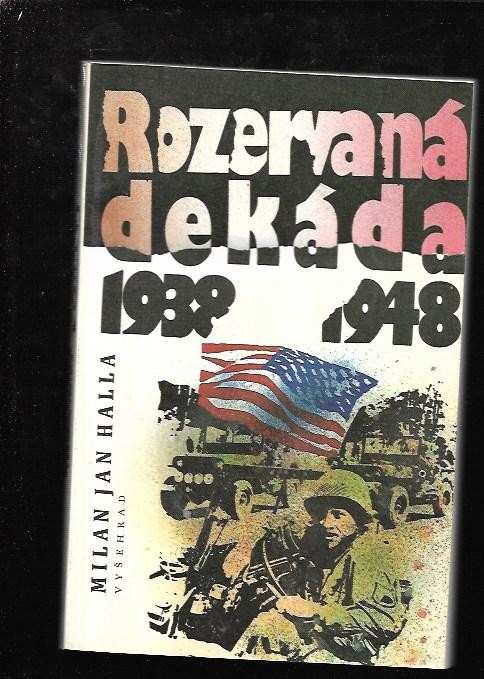 Rozervaná
dekáda
1938 1948
MILAN JAN HALLA
VYŠEHRAD